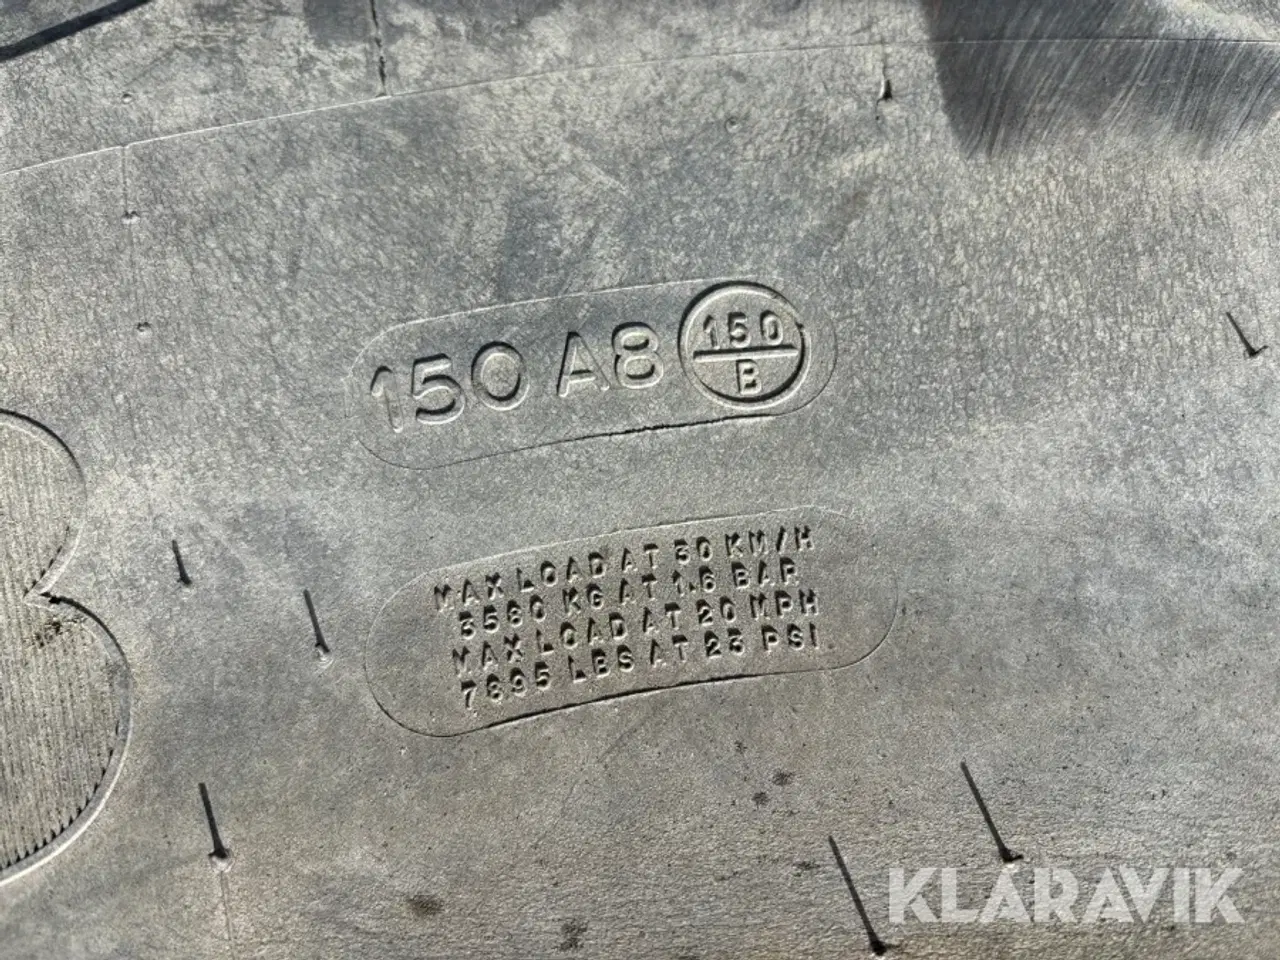 150 A8 150
B
MAX LOAD AT 30 KM/H
3580 KG AT 1.6 BAR
MAX LOAD AT 20 MPH
7895 LBS AT 23 PSI
KLARAVIK